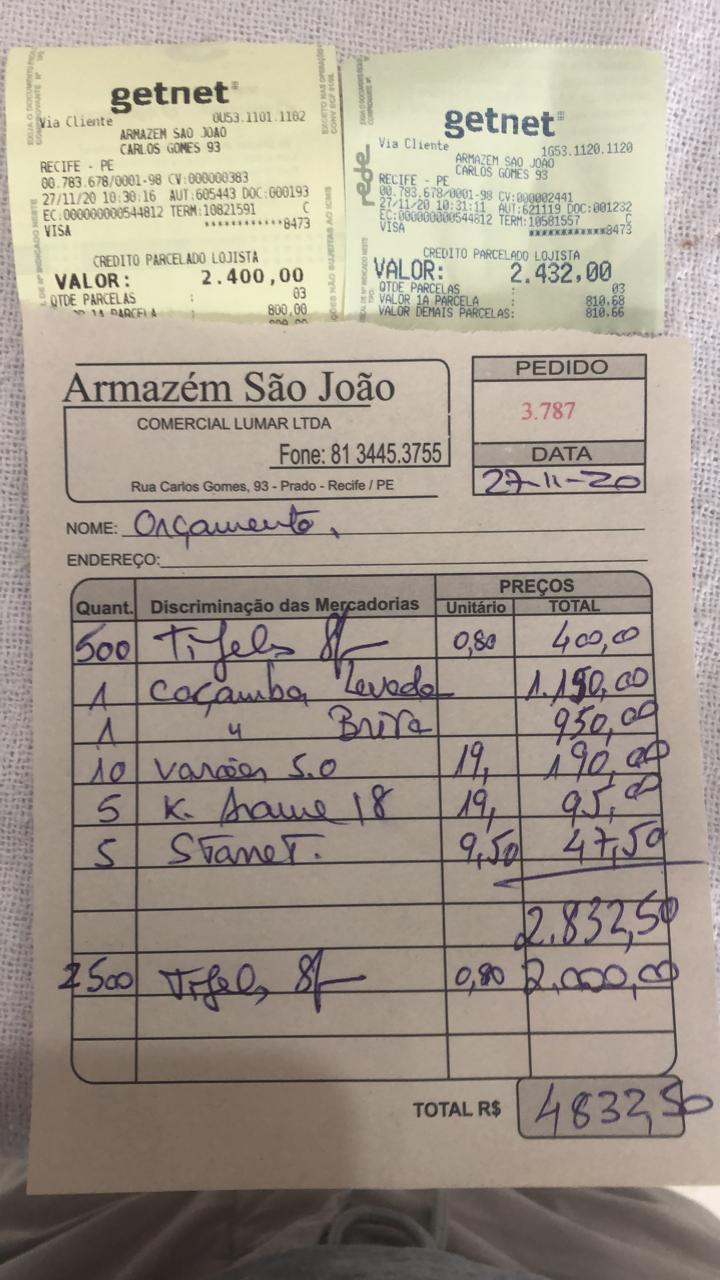 getnet
Via Cliente 0U53.1101.1102
ARMAZEM SAO JOAO
CARLOS GOMES 93
RECIFE - PE
00.783.678/0001-98 CV:000000383
27/11/20 10:30:16 AUT:605443 DOC:000193
EC:000000000544812 TERM:10821591 C
VISA ************8473
CREDITO PARCELADO LOJISTA
VALOR: 2.400,00
QTDE PARCELAS : 03
1A PARCELA 800,00
getnet
rede
Via Cliente 1G53.1120.1120
ARMAZEM SAO JOAO
CARLOS GOMES 93
RECIFE - PE
00.783.678/0001-98 CV:000002441
27/11/20 10:31:11 AUT:621119 DOC:001232
EC:000000000544812 TERM:10581557 C
VISA ************8473
CREDITO PARCELADO LOJISTA
VALOR: 2.432,00
QTDE PARCELAS : 03
VALOR 1A PARCELA : 810.68
VALOR DEMAIS PARCELAS: 810.66
Armazém São João
COMERCIAL LUMAR LTDA
Fone: 81 3445.3755
Rua Carlos Gomes, 93 - Prado - Recife / PE
PEDIDO
3.787
DATA
27-11-20
NOME: Orçamento.
ENDEREÇO:
PREÇOS
Quant. Discriminação das Mercadorias Unitário TOTAL
500 Tijelo 8f 0,80 400,00
1 Caçamba Lavada 1.150,00
1 " Brita 950,00
10 varões 5.0 19, 190,00
5 K. Arame 18 19, 95,00
5 STaneT. 9,50 47,50
2.832,50
2500 Tijelo 8f 0,80 2.000,00
TOTAL R$ 4832,50